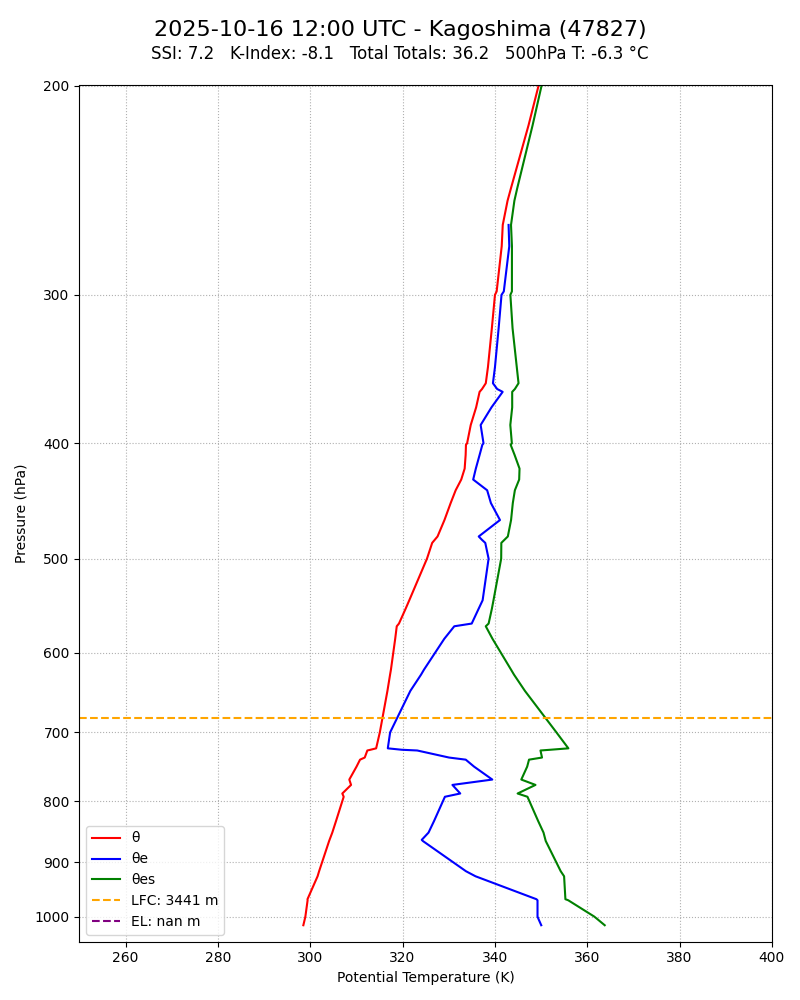 2025-10-16 12:00 UTC - Kagoshima (47827)
SSI: 7.2   K-Index: -8.1   Total Totals: 36.2   500hPa T: -6.3 °C
200
300
400
500
600
700
800
900
1000
Pressure (hPa)
θ
θe
θes
LFC: 3441 m
EL: nan m
260 280 300 320 340 360 380 400
Potential Temperature (K)